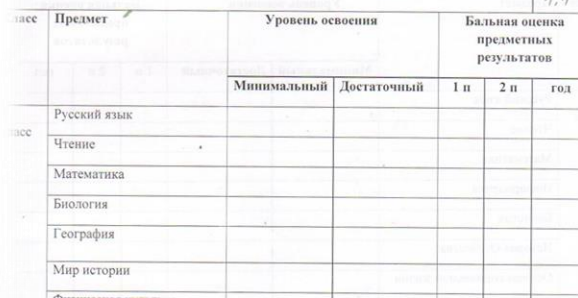 Предмет
Уровень освоения
Бальная оценка
предметных
результатов
Минимальный Достаточный 1 п 2 п год
Русский язык
Чтение
Математика
Биология
География
Мир истории